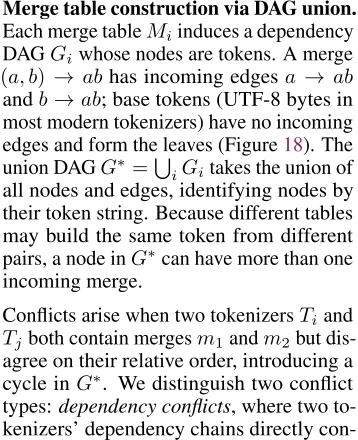 Merge table construction via DAG union.
Each merge table M_i induces a dependency
DAG G_i whose nodes are tokens. A merge
(a, b) → ab has incoming edges a → ab
and b → ab; base tokens (UTF-8 bytes in
most modern tokenizers) have no incoming
edges and form the leaves (Figure 18). The
union DAG G* = ⋃_i G_i takes the union of
all nodes and edges, identifying nodes by
their token string. Because different tables
may build the same token from different
pairs, a node in G* can have more than one
incoming merge.
Conflicts arise when two tokenizers T_i and
T_j both contain merges m_1 and m_2 but dis-
agree on their relative order, introducing a
cycle in G*. We distinguish two conflict
types: dependency conflicts, where two to-
kenizers' dependency chains directly con-